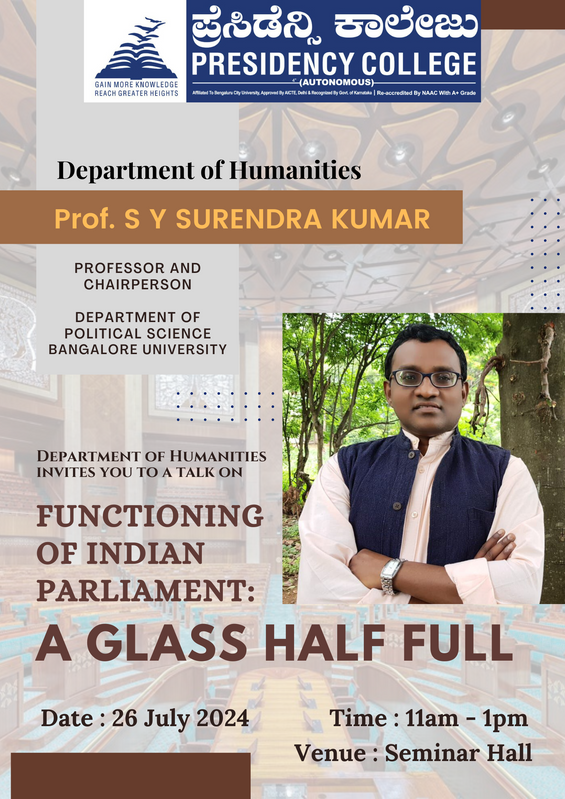 ಪ್ರೆಸಿಡೆನ್ಸಿ ಕಾಲೇಜು
PRESIDENCY COLLEGE
(AUTONOMOUS)
Affiliated To Bengaluru City University, Approved By AICTE, Delhi & Recognized By Govt. of Karnataka | Re-accredited By NAAC With A+ Grade
GAIN MORE KNOWLEDGE
REACH GREATER HEIGHTS
Department of Humanities
Prof. S Y SURENDRA KUMAR
PROFESSOR AND
CHAIRPERSON
DEPARTMENT OF
POLITICAL SCIENCE
BANGALORE UNIVERSITY
DEPARTMENT OF HUMANITIES
INVITES YOU TO A TALK ON
FUNCTIONING
OF INDIAN
PARLIAMENT:
A GLASS HALF FULL
Date : 26 July 2024
Time : 11am - 1pm
Venue : Seminar Hall